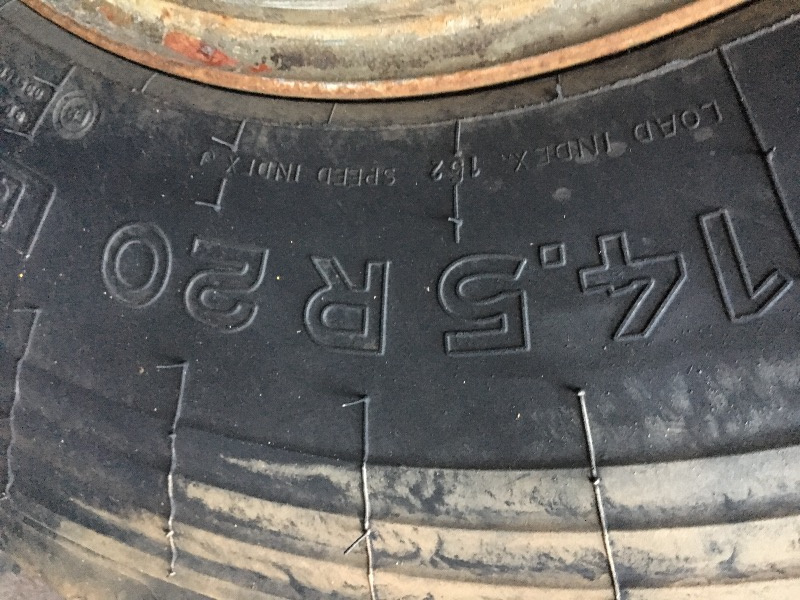 LOAD INDEX. 152 SPEED INDEX J
14.5 R 20